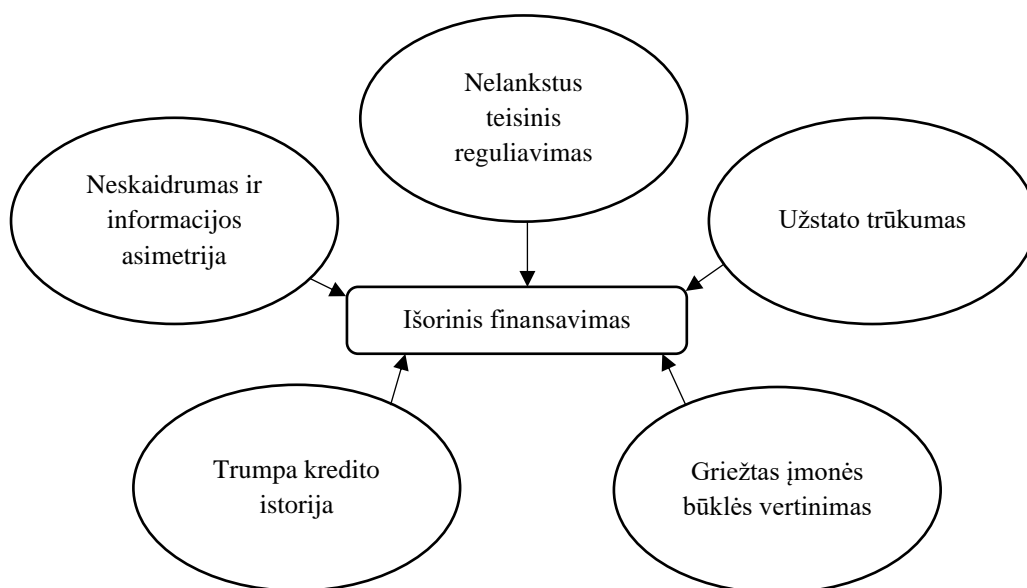 Nelankstus
teisinis
reguliavimas
Neskaidrumas ir
informacijos
asimetrija
Užstato trūkumas
Išorinis finansavimas
Trumpa kredito
istorija
Griežtas įmonės
būklės vertinimas